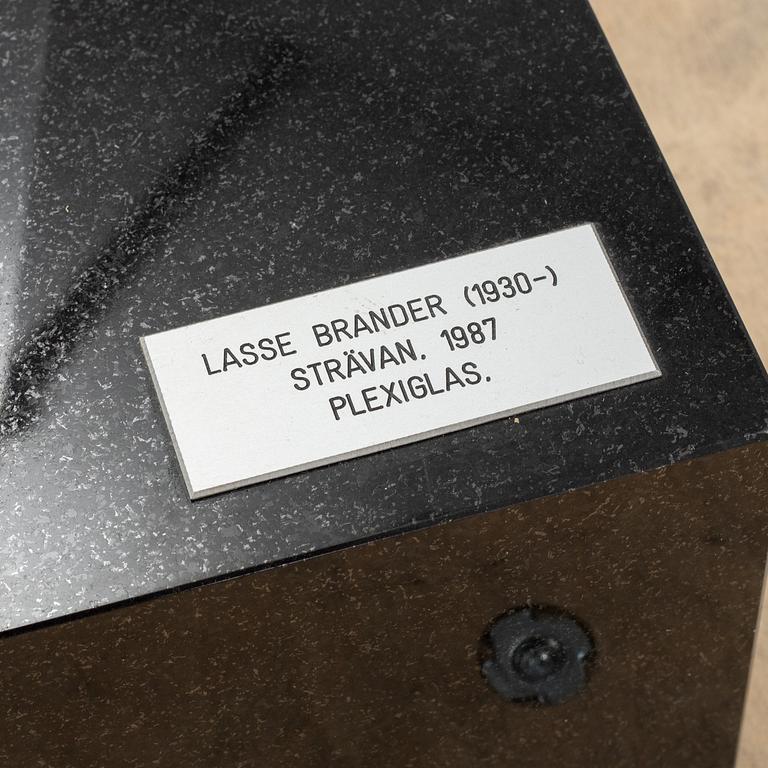 LASSE BRANDER (1930-)
STRÄVAN. 1987
PLEXIGLAS.